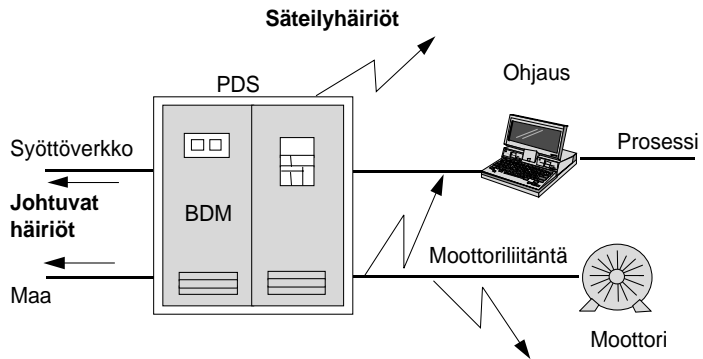 Säteilyhäiriöt
PDS
Ohjaus
Syöttöverkko
Prosessi
Johtuvat
häiriöt
BDM
Moottoriliitäntä
Maa
Moottori